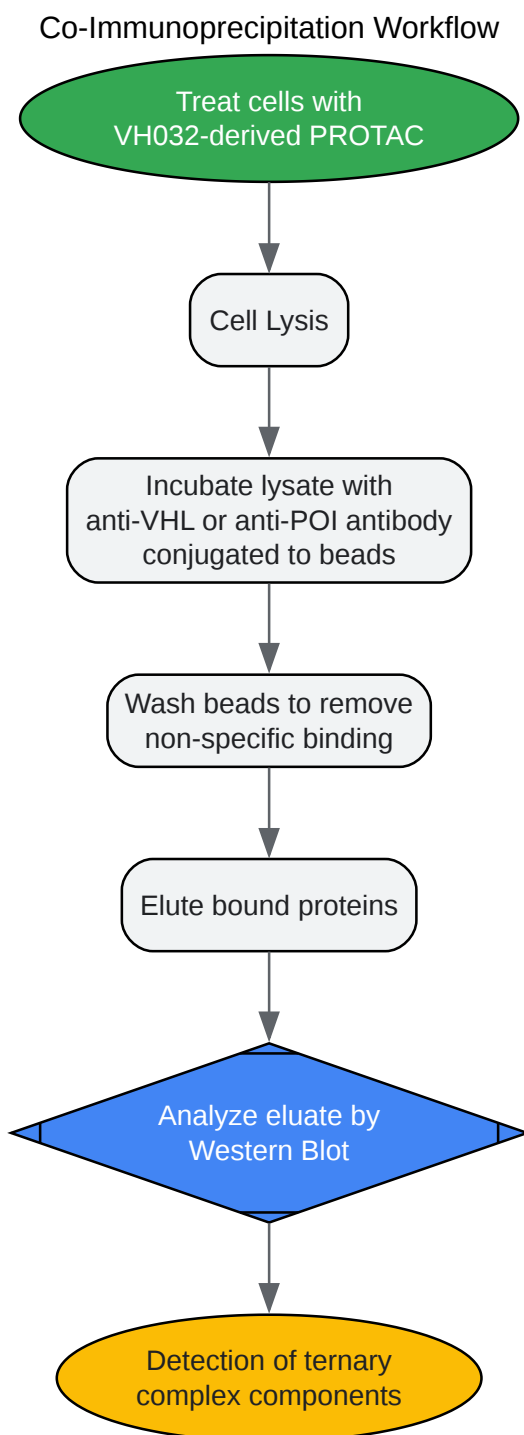 Co-Immunoprecipitation Workflow
Treat cells with
VH032-derived PROTAC
Cell Lysis
Incubate lysate with
anti-VHL or anti-POI antibody
conjugated to beads
Wash beads to remove
non-specific binding
Elute bound proteins
Analyze eluate by
Western Blot
Detection of ternary
complex components